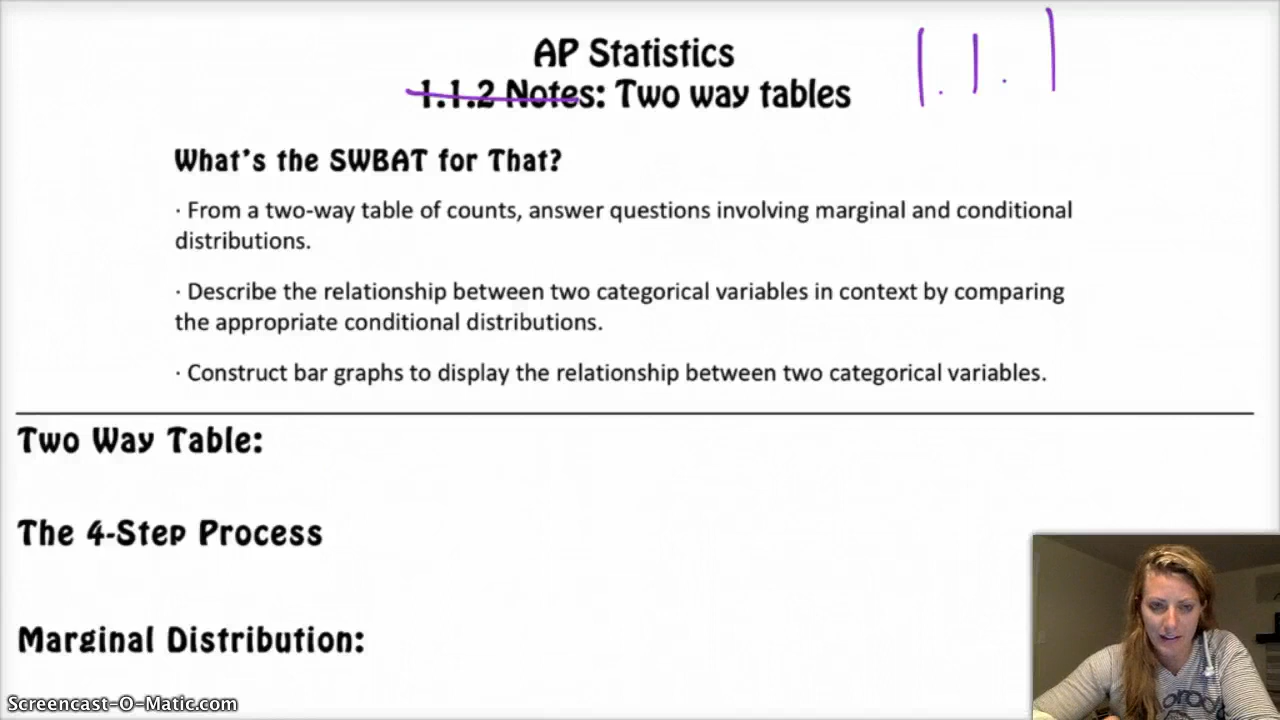 AP Statistics
1.1.2 Notes: Two way tables
1.1.1
What's the SWBAT for That?
· From a two-way table of counts, answer questions involving marginal and conditional
distributions.
· Describe the relationship between two categorical variables in context by comparing
the appropriate conditional distributions.
· Construct bar graphs to display the relationship between two categorical variables.
Two Way Table:
The 4-Step Process
Marginal Distribution:
Screencast-O-Matic.com